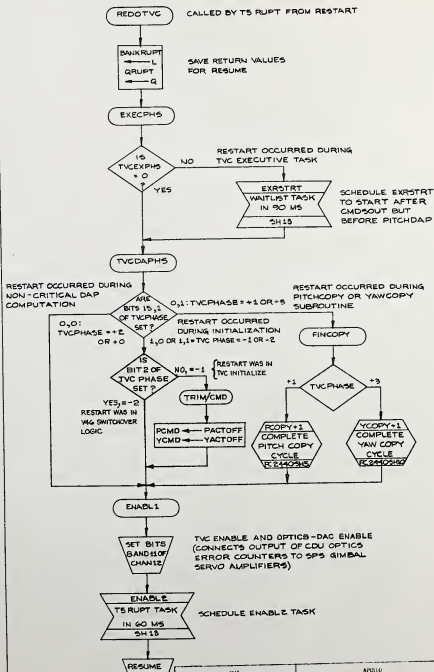 REDOTVC
CALLED BY T5 RUPT FROM RESTART
BANKRUPT
← L
QRUPT
← Q
SAVE RETURN VALUES
FOR RESUME
EXECPHS
IS
TVCEXPHS
= 0
?
NO
YES
RESTART OCCURRED DURING
TVC EXECUTIVE TASK
EXRSTRT
WAITLIST TASK
IN 90 MS
SH 13
SCHEDULE EXRSTRT
TO START AFTER
CMDSOUT BUT
BEFORE PITCHDAP
TVCDAPHS
RESTART OCCURRED DURING
NON-CRITICAL DAP
COMPUTATION
ARE
BITS 15,1
OF TVCPHASE
SET ?
0,1: TVCPHASE = +1 OR +3
RESTART OCCURRED DURING
PITCHCOPY OR YAWCOPY
SUBROUTINE
0,0:
TVCPHASE = +2
OR +0
RESTART OCCURRED
DURING INITIALIZATION
1,0 OR 1,1 = TVC PHASE = -1 OR -2
FINCOPY
IS
BIT 2 OF
TVC PHASE
SET ?
NO, = -1
RESTART WAS IN
TVC INITIALIZE
YES, = -2
RESTART WAS IN
V46 SWITCHOVER
LOGIC
TRIM/CMD
PCMD ← PACTOFF
YCMD ← YACTOFF
TVCPHASE
+1
+3
PCOPY+1
COMPLETE
PITCH COPY
CYCLE
YCOPY+1
COMPLETE
YAW COPY
CYCLE
ENABL1
SET BITS
8 AND 11 OF
CHAN 12
TVC ENABLE AND OPTICS-DAC ENABLE
(CONNECTS OUTPUT OF CDU OPTICS
ERROR COUNTERS TO SPS GIMBAL
SERVO AMPLIFIERS)
ENABLE2
T5 RUPT TASK
IN 60 MS
SH 13
SCHEDULE ENABLE2 TASK
RESUME
APOLLO